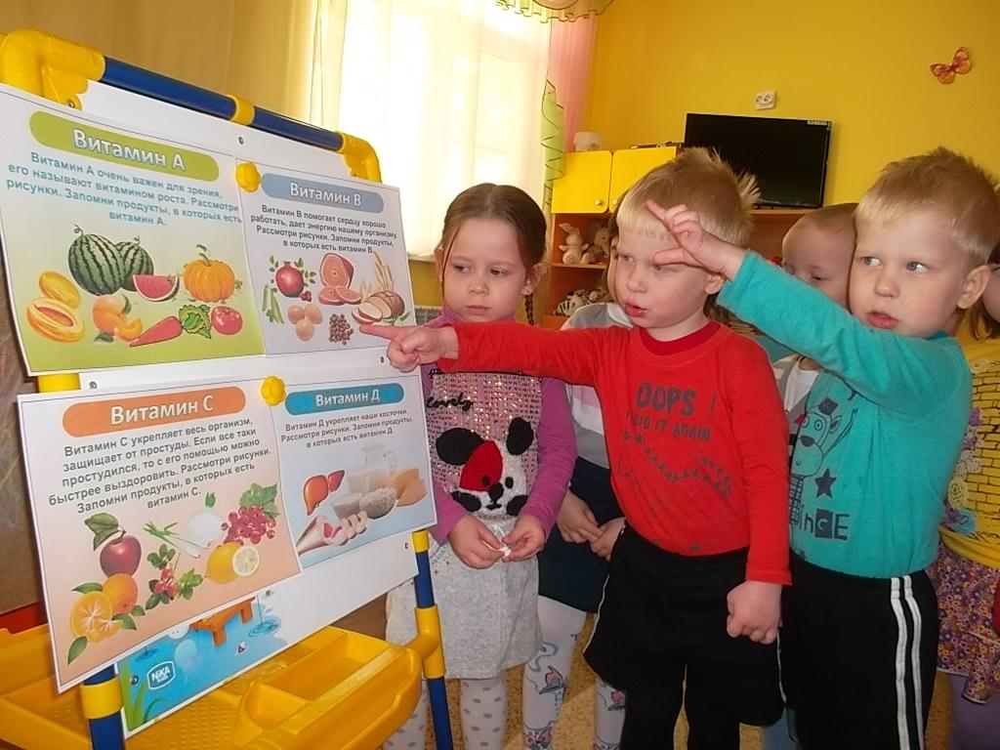 Витамин А
Витамин А очень важен для зрения,
его называют витамином роста. Рассмотри
рисунки. Запомни продукты, в которых есть
витамин А.
Витамин В
Витамин В помогает сердцу хорошо
работать, дает энергию нашему организму.
Рассмотри рисунки. Запомни продукты,
в которых есть витамин В.
Витамин С
Витамин С укрепляет весь организм,
защищает от простуды. Если все таки
простудился, то с его помощью можно
быстрее выздоровить. Рассмотри рисунки.
Запомни продукты, в которых есть
витамин С.
Витамин Д
Витамин Д укрепляет наши косточки.
Рассмотри рисунки. Запомни продукты,
в которых есть витамин Д.
NIKA
lovely
OOPS !
I DID IT AGAIN